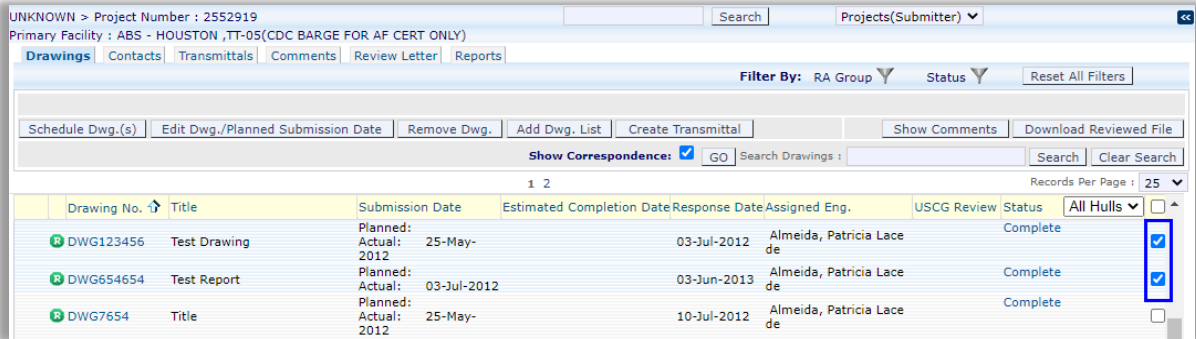 UNKNOWN > Project Number : 2552919 Search Projects(Submitter)
Primary Facility : ABS - HOUSTON ,TT-05(CDC BARGE FOR AF CERT ONLY)
Drawings Contacts Transmittals Comments Review Letter Reports
Filter By: RA Group Status Reset All Filters
Schedule Dwg.(s) Edit Dwg./Planned Submission Date Remove Dwg. Add Dwg. List Create Transmittal Show Comments Download Reviewed File
Show Correspondence: GO Search Drawings : Search Clear Search
1 2 Records Per Page : 25
Drawing No. Title Submission Date Estimated Completion Date Response Date Assigned Eng. USCG Review Status All Hulls
R DWG123456 Test Drawing Planned: Actual: 25-May-2012 03-Jul-2012 Almeida, Patricia Lacede Complete
R DWG654654 Test Report Planned: Actual: 03-Jul-2012 03-Jun-2013 Almeida, Patricia Lacede Complete
R DWG7654 Title Planned: Actual: 25-May-2012 10-Jul-2012 Almeida, Patricia Lacede Complete